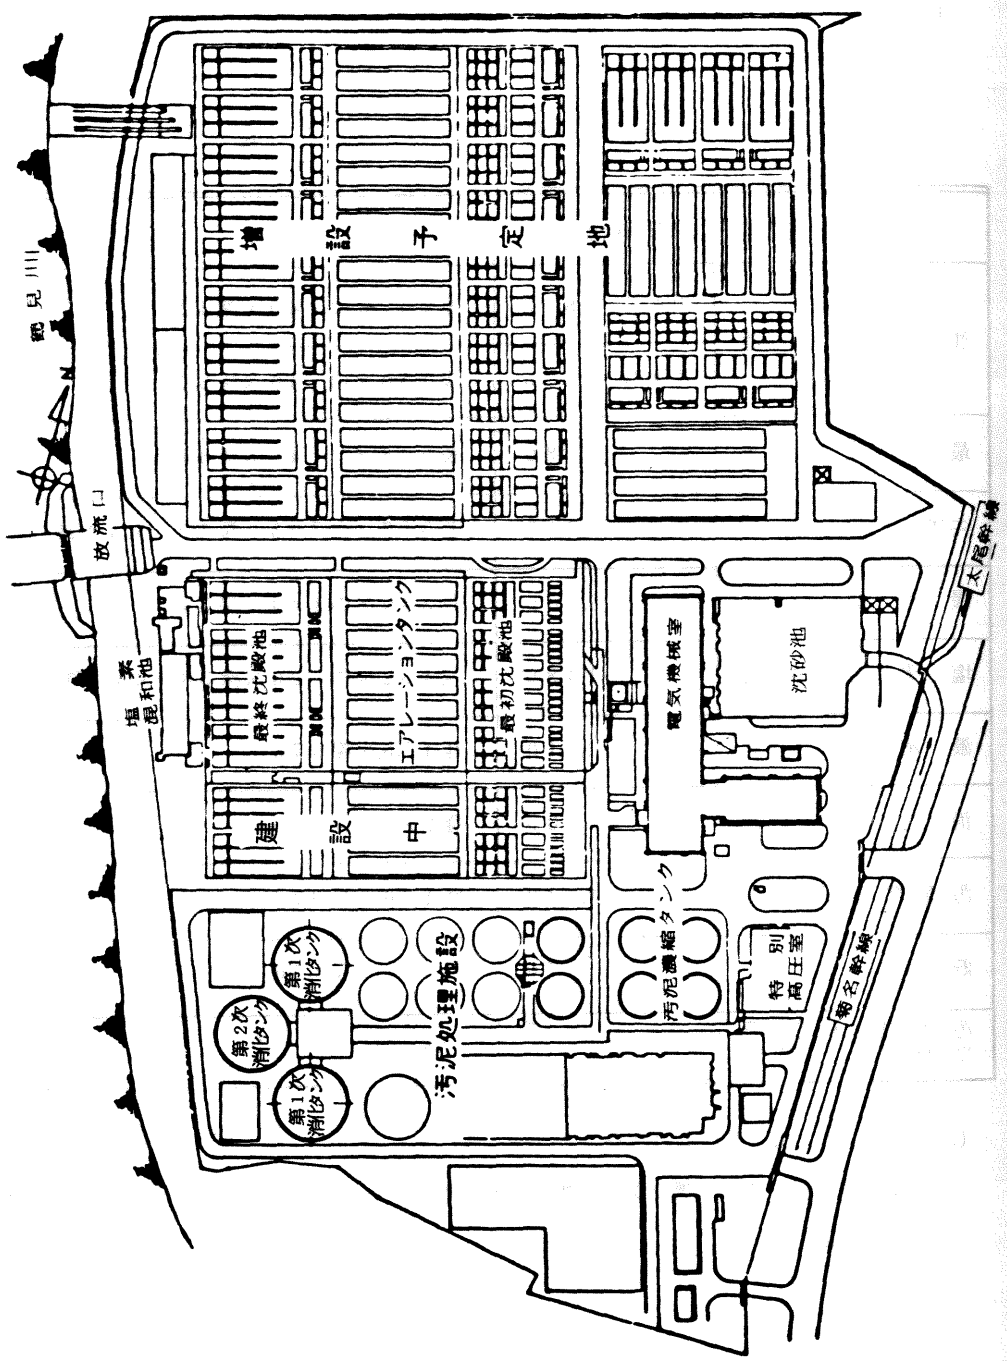 鶴見川
N
放流口
増設予定地
太尾幹線
塩素
混和池
最終沈殿池
エアレーションタンク
最初沈殿池
電気機械室
沈砂池
建設中
第1次
消化タンク
第2次
消化タンク
第1次
消化タンク
汚泥処理施設
汚泥濃縮タンク
特別
高圧室
菊名幹線